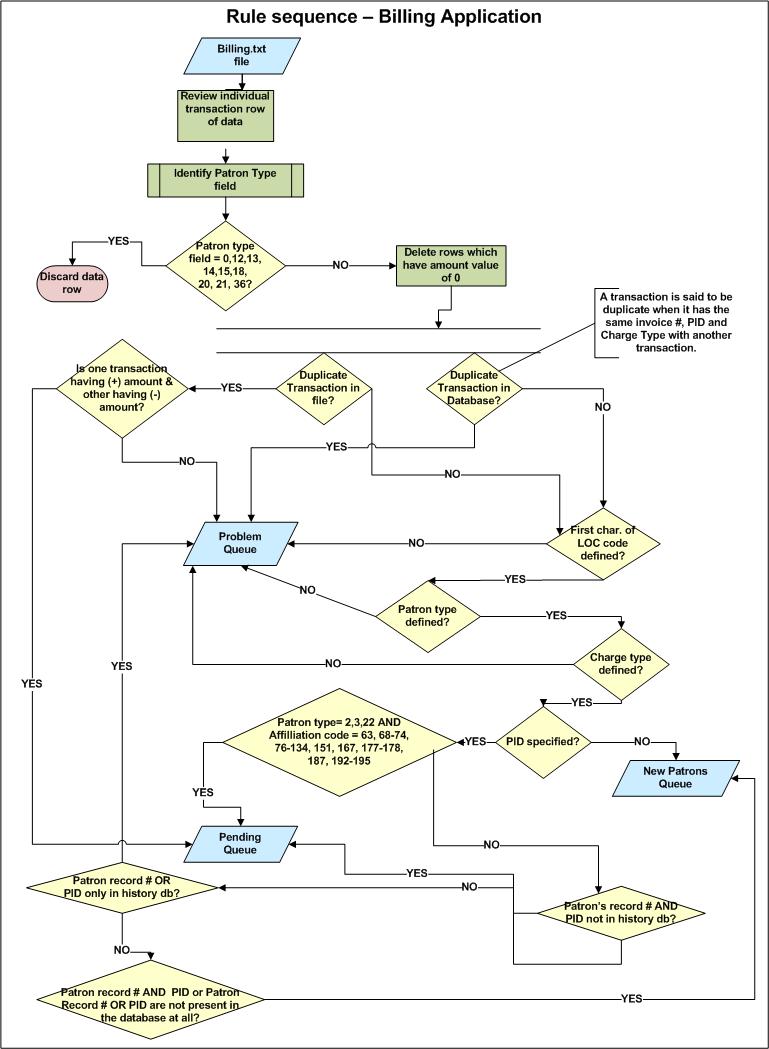 Rule sequence – Billing Application
Billing.txt
file
Review individual
transaction row
of data
Identify Patron Type
field
Patron type
field = 0,12,13,
14,15,18,
20, 21, 36?
YES
NO
Discard data
row
Delete rows which
have amount value
of 0
A transaction is said to be
duplicate when it has the
same invoice #, PID and
Charge Type with another
transaction.
Is one transaction
having (+) amount &
other having (-)
amount?
YES
Duplicate
Transaction in
file?
Duplicate
Transaction in
Database?
NO
YES
NO
NO
Problem
Queue
NO
First char. of
LOC code
defined?
YES
NO
Patron type
defined?
YES
Charge type
defined?
NO
YES
YES
YES
Patron type= 2,3,22 AND
Affilliation code = 63, 68-74,
76-134, 151, 167, 177-178,
187, 192-195
YES
PID specified?
NO
New Patrons
Queue
YES
Pending
Queue
NO
YES
Patron record # OR
PID only in history db?
NO
Patron's record # AND
PID not in history db?
NO
Patron record # AND  PID or Patron
Record # OR PID are not present in
the database at all?
YES